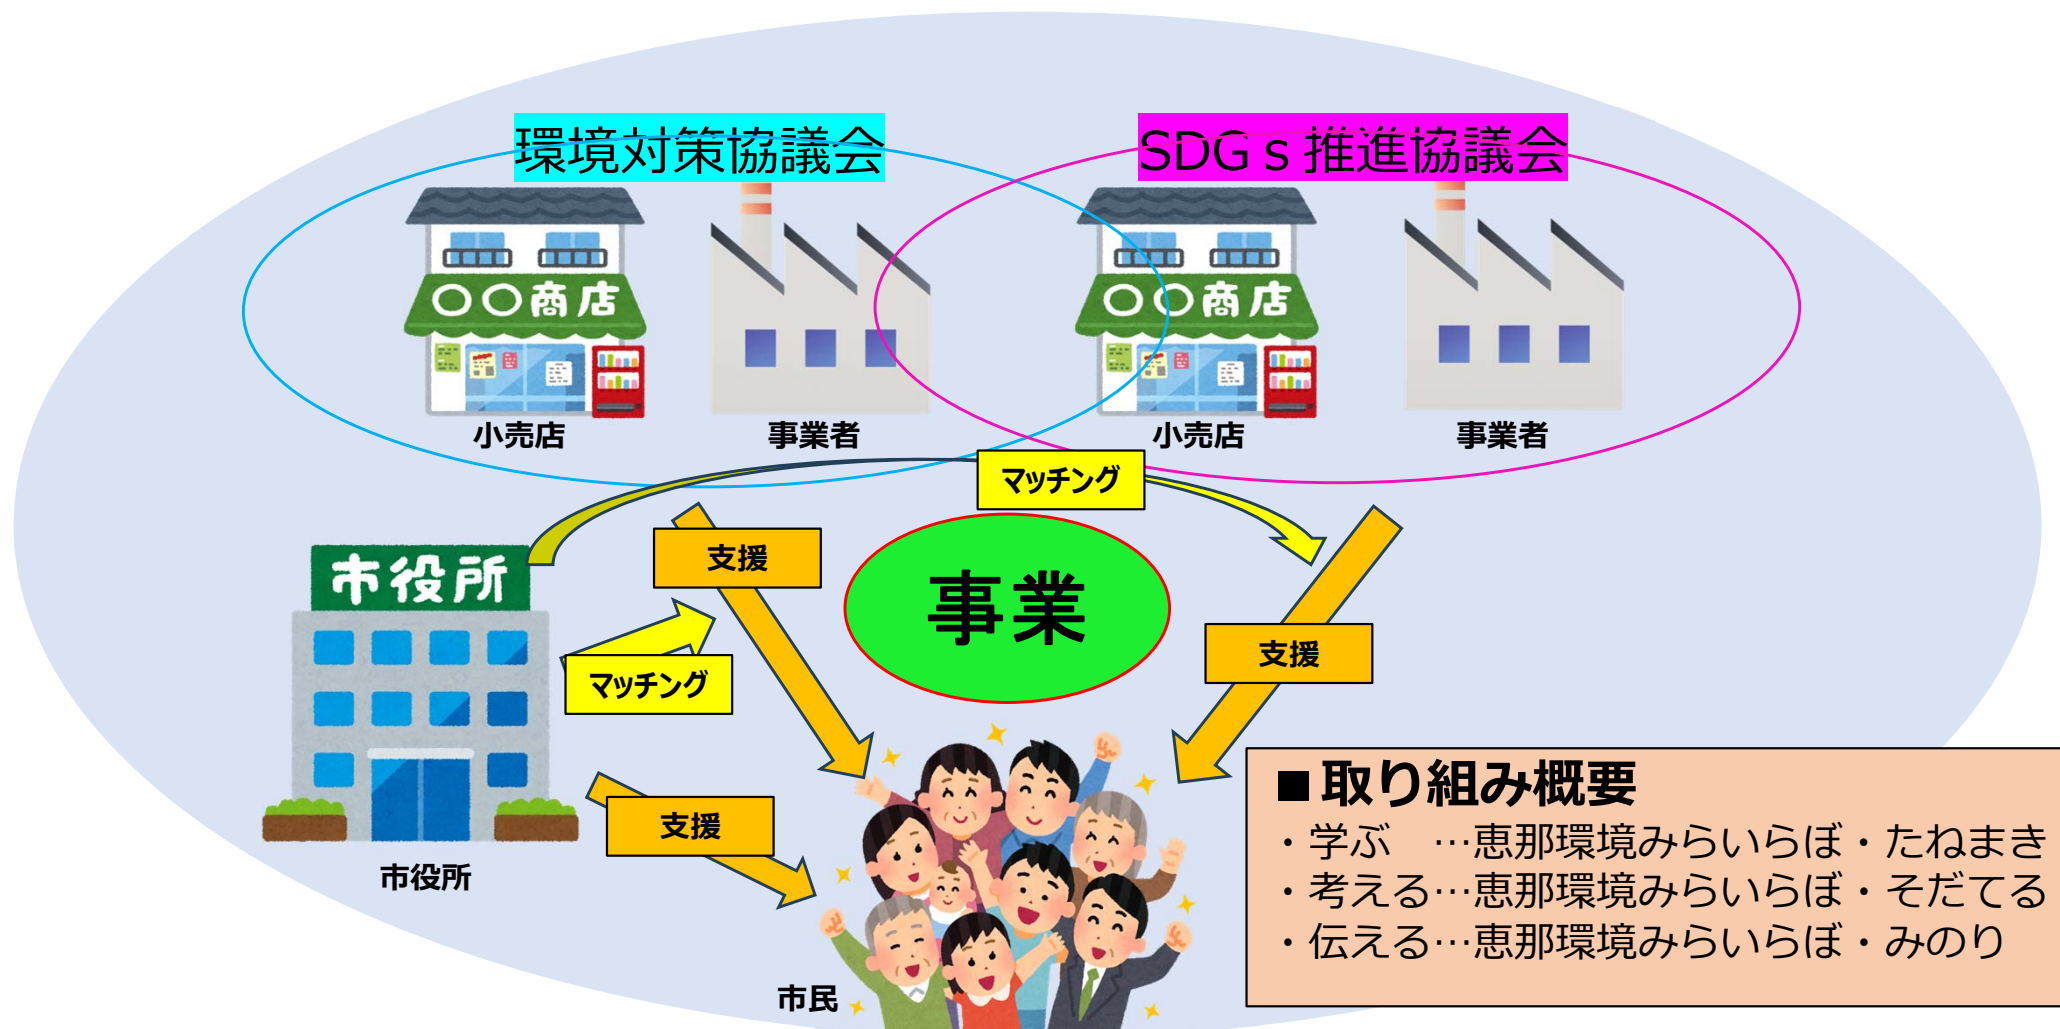 環境対策協議会
SDGｓ推進協議会
〇〇商店
〇〇商店
小売店
事業者
小売店
事業者
マッチング
支援
市役所
事業
支援
マッチング
支援
市役所
市民
■取り組み概要
・学ぶ　…恵那環境みらいらぼ・たねまき
・考える…恵那環境みらいらぼ・そだてる
・伝える…恵那環境みらいらぼ・みのり